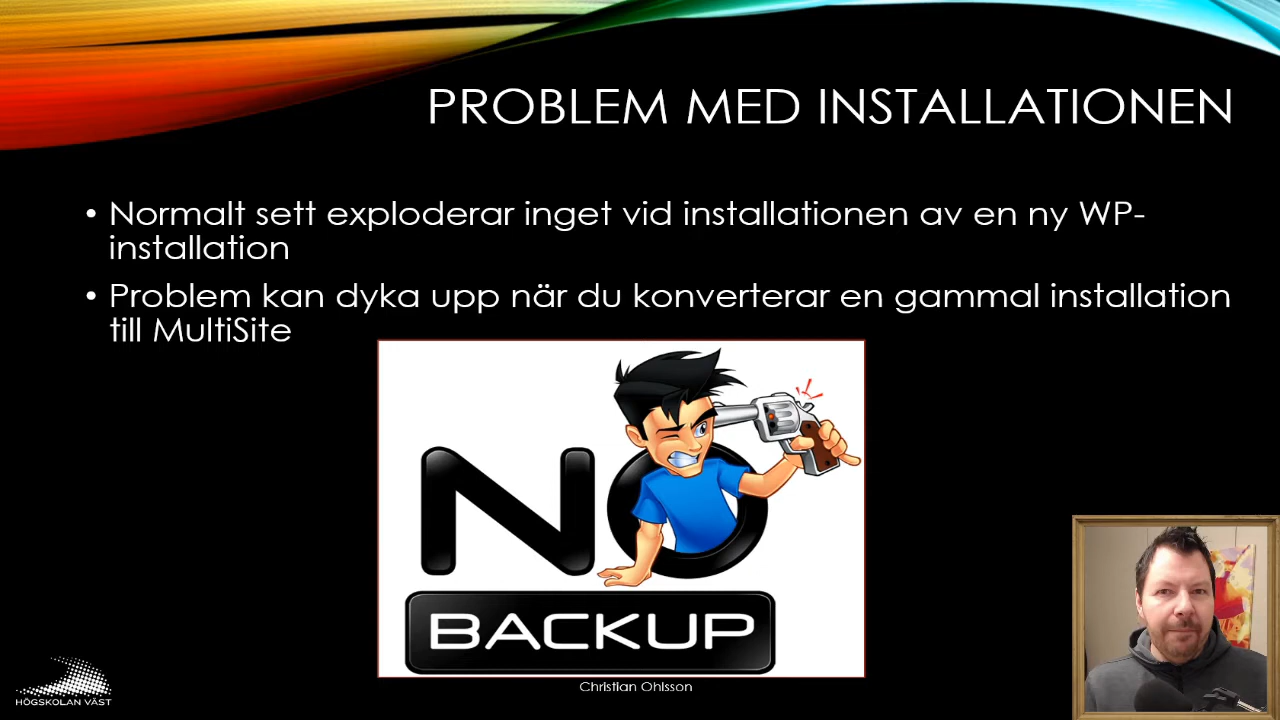 PROBLEM MED INSTALLATIONEN
• Normalt sett exploderar inget vid installationen av en ny WP-
installation
• Problem kan dyka upp när du konverterar en gammal installation
till MultiSite
NO
BACKUP
Christian Ohlsson
HÖGSKOLAN VÄST